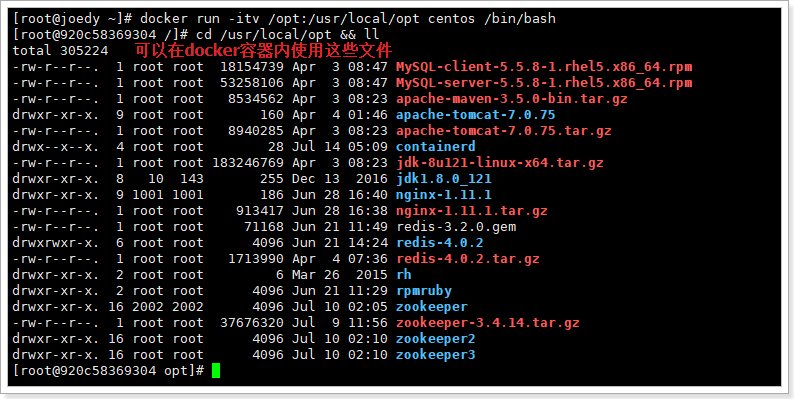 [root@joedy ~]# docker run -itv /opt:/usr/local/opt centos /bin/bash
[root@920c58369304 /]# cd /usr/local/opt && ll
total 305224 可以在docker容器内使用这些文件
-rw-r--r--. 1 root root 18154739 Apr 3 08:47 MySQL-client-5.5.8-1.rhel5.x86_64.rpm
-rw-r--r--. 1 root root 53258106 Apr 3 08:47 MySQL-server-5.5.8-1.rhel5.x86_64.rpm
-rw-r--r--. 1 root root 8534562 Apr 3 08:23 apache-maven-3.5.0-bin.tar.gz
drwxr-xr-x. 9 root root 160 Apr 4 01:46 apache-tomcat-7.0.75
-rw-r--r--. 1 root root 8940285 Apr 3 08:23 apache-tomcat-7.0.75.tar.gz
drwx--x--x. 4 root root 28 Jul 14 05:09 containerd
-rw-r--r--. 1 root root 183246769 Apr 3 08:23 jdk-8u121-linux-x64.tar.gz
drwxr-xr-x. 8 10 143 255 Dec 13 2016 jdk1.8.0_121
drwxr-xr-x. 9 1001 1001 186 Jun 28 16:40 nginx-1.11.1
-rw-r--r--. 1 root root 913417 Jun 28 16:38 nginx-1.11.1.tar.gz
-rw-r--r--. 1 root root 71168 Jun 21 11:49 redis-3.2.0.gem
drwxrwxr-x. 6 root root 4096 Jun 21 14:24 redis-4.0.2
-rw-r--r--. 1 root root 1713990 Apr 4 07:36 redis-4.0.2.tar.gz
drwxr-xr-x. 2 root root 6 Mar 26 2015 rh
drwxr-xr-x. 2 root root 4096 Jun 21 11:29 rpmruby
drwxr-xr-x. 16 2002 2002 4096 Jul 10 02:05 zookeeper
-rw-r--r--. 1 root root 37676320 Jul 9 11:56 zookeeper-3.4.14.tar.gz
drwxr-xr-x. 16 root root 4096 Jul 10 02:10 zookeeper2
drwxr-xr-x. 16 root root 4096 Jul 10 02:10 zookeeper3
[root@920c58369304 opt]#